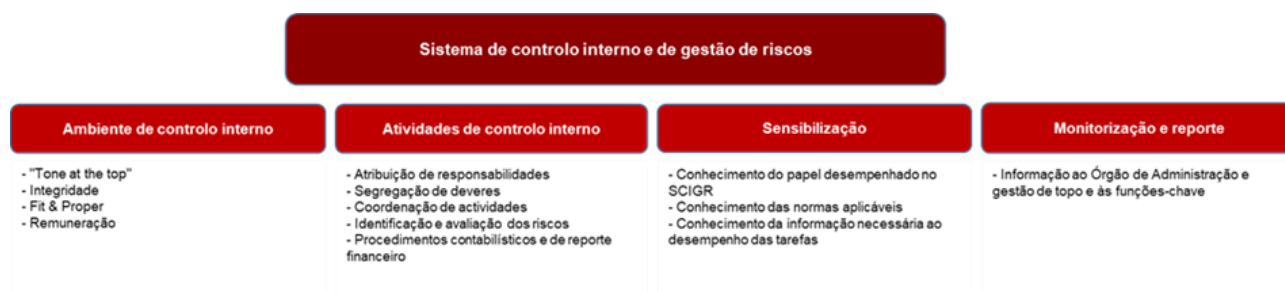 Sistema de controlo interno e de gestão de riscos
Ambiente de controlo interno
- "Tone at the top"
- Integridade
- Fit & Proper
- Remuneração
Atividades de controlo interno
- Atribuição de responsabilidades
- Segregação de deveres
- Coordenação de actividades
- Identificação e avaliação dos riscos
- Procedimentos contabilísticos e de reporte
financeiro
Sensibilização
- Conhecimento do papel desempenhado no
SCIGR
- Conhecimento das normas aplicáveis
- Conhecimento da informação necessária ao
desempenho das tarefas
Monitorização e reporte
- Informação ao Órgão de Administração e
gestão de topo e às funções-chave